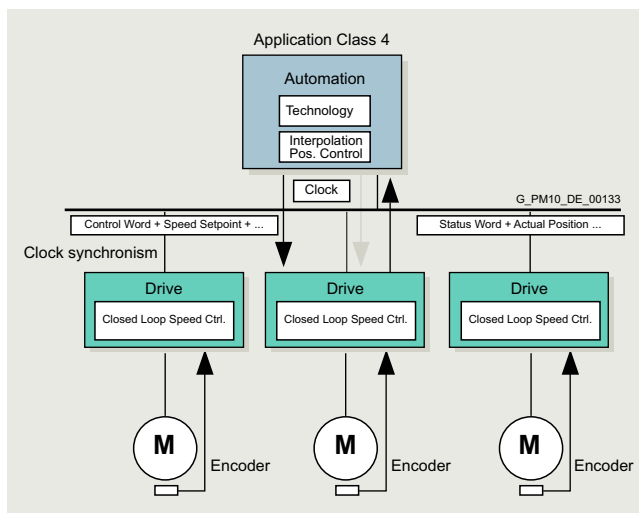 Application Class 4
Automation
Technology
Interpolation
Pos. Control
Clock
G_PM10_DE_00133
Control Word + Speed Setpoint + ...
Status Word + Actual Position ...
Clock synchronism
Drive
Drive
Drive
Closed Loop Speed Ctrl.
Closed Loop Speed Ctrl.
Closed Loop Speed Ctrl.
M
M
M
Encoder
Encoder
Encoder